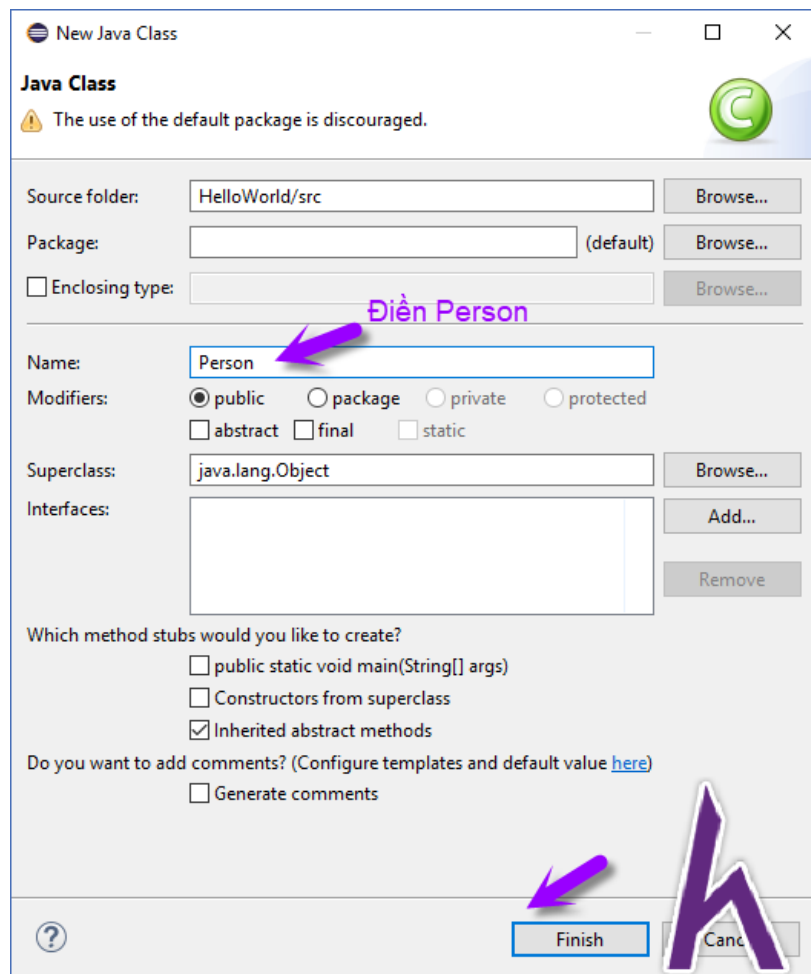 New Java Class
Java Class
The use of the default package is discouraged.
Source folder: HelloWorld/src Browse...
Package: (default) Browse...
Enclosing type: Browse...
Điền Person
Name: Person
Modifiers: public package private protected
abstract final static
Superclass: java.lang.Object Browse...
Interfaces: Add...
Remove
Which method stubs would you like to create?
public static void main(String[] args)
Constructors from superclass
Inherited abstract methods
Do you want to add comments? (Configure templates and default value here)
Generate comments
Finish